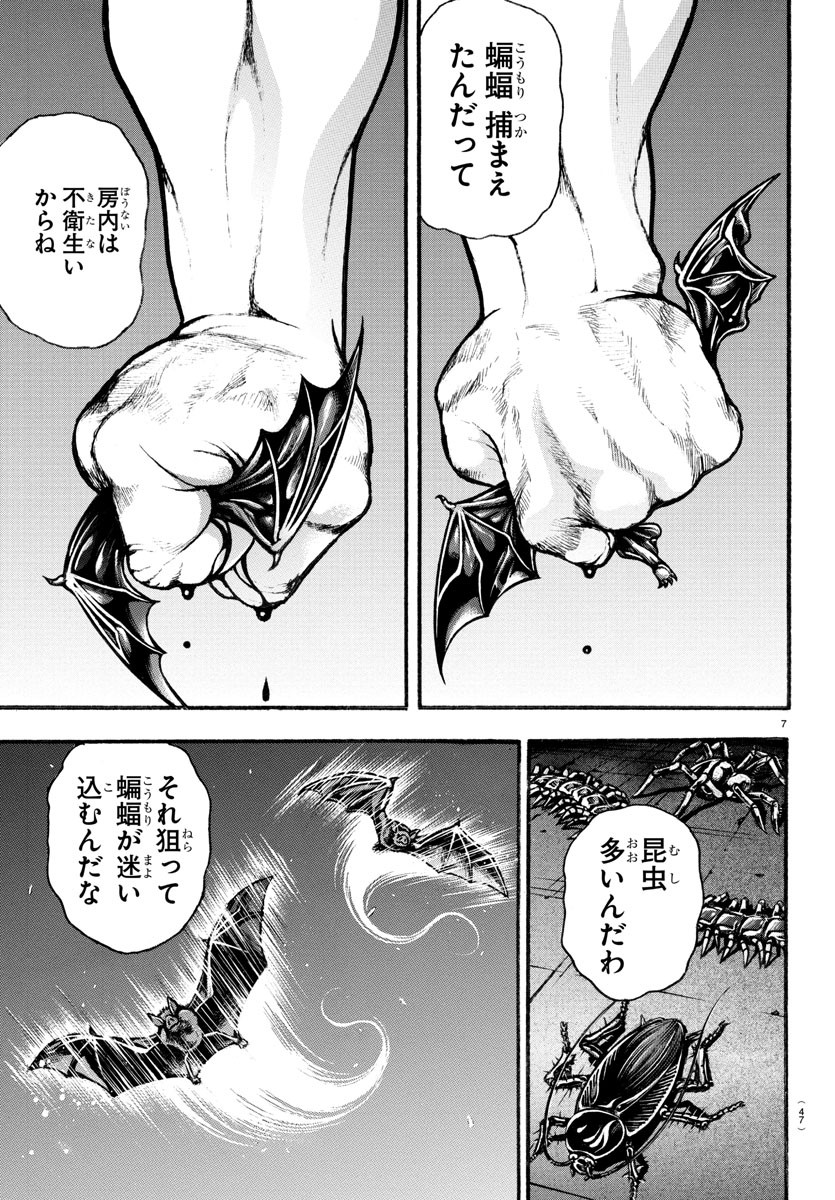 蝙蝠 捕まえ
たんだって
房内は
不衛生い
からね
7
昆虫
多いんだわ
それ狙って
蝙蝠が迷い
込むんだな
(47)